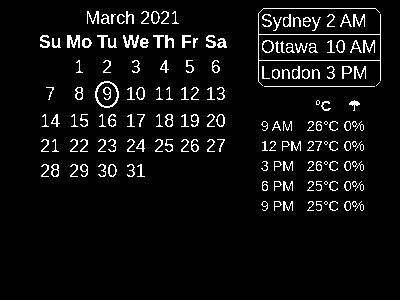 March 2021
Su Mo Tu We Th Fr Sa
1 2 3 4 5 6
7 8 9 10 11 12 13
14 15 16 17 18 19 20
21 22 23 24 25 26 27
28 29 30 31
Sydney 2 AM
Ottawa 10 AM
London 3 PM
°C
9 AM 26°C 0%
12 PM 27°C 0%
3 PM 26°C 0%
6 PM 25°C 0%
9 PM 25°C 0%